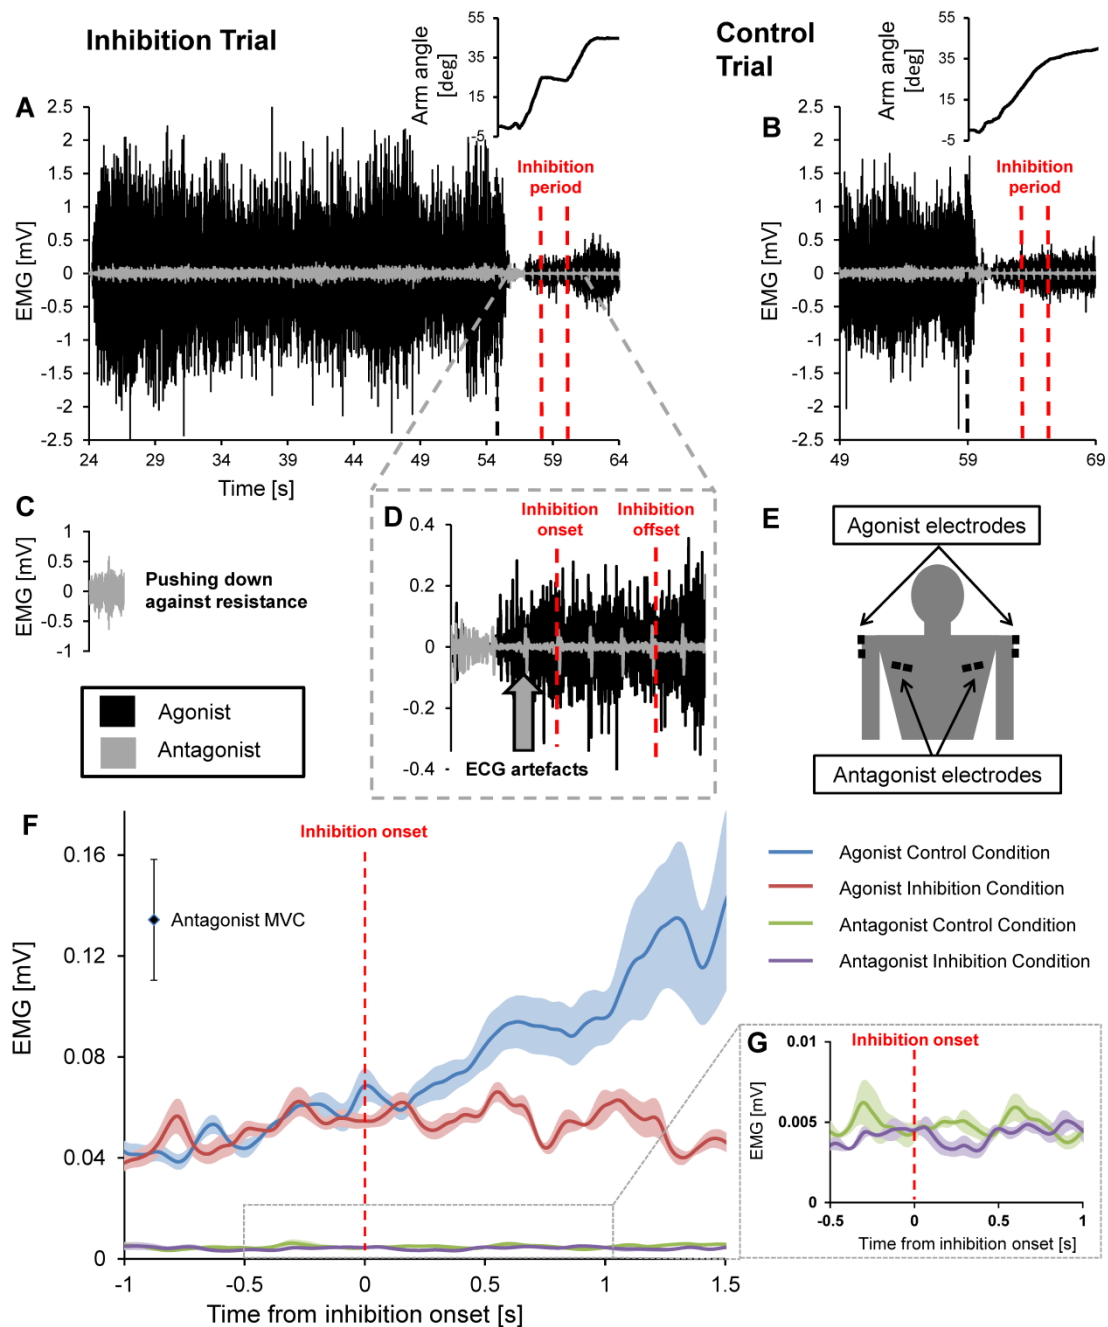 Inhibition Trial
Arm angle
[deg]
55
35
15
-5
Control
Trial
Arm angle
[deg]
55
35
15
-5
A
EMG [mV]
2.5
2
1.5
1
0.5
0
-0.5
-1
-1.5
-2
-2.5
Inhibition
period
24 29 34 39 44 49 54 59 64
Time [s]
B
EMG [mV]
2.5
2
1.5
1
0.5
0
-0.5
-1
-1.5
-2
-2.5
Inhibition
period
49 59 69
C
EMG [mV]
1
0.5
0
-0.5
-1
Pushing down
against resistance
Agonist
Antagonist
D
0.4
0.2
0
-0.2
-0.4
Inhibition
onset
Inhibition
offset
ECG artefacts
E
Agonist electrodes
Antagonist electrodes
F
Inhibition onset
EMG [mV]
0.16
0.12
0.08
0.04
0
Antagonist MVC
-1 -0.5 0 0.5 1 1.5
Time from inhibition onset [s]
Agonist Control Condition
Agonist Inhibition Condition
Antagonist Control Condition
Antagonist Inhibition Condition
G
Inhibition onset
EMG [mV]
0.01
0.005
0
-0.5 0 0.5 1
Time from inhibition onset [s]